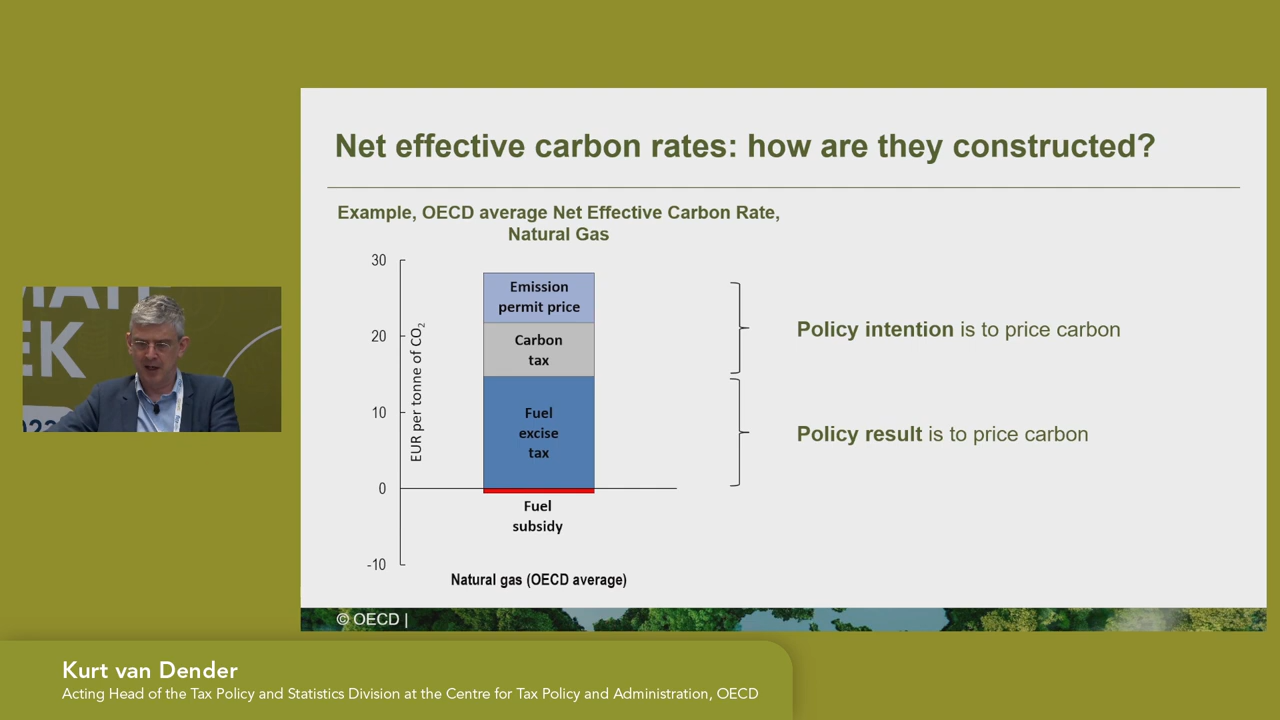 Net effective carbon rates: how are they constructed?
Example, OECD average Net Effective Carbon Rate,
Natural Gas
30
20
10
0
-10
EUR per tonne of CO₂
Emission
permit price
Carbon
tax
Fuel
excise
tax
Fuel
subsidy
Natural gas (OECD average)
Policy intention is to price carbon
Policy result is to price carbon
© OECD |
Kurt van Dender
Acting Head of the Tax Policy and Statistics Division at the Centre for Tax Policy and Administration, OECD